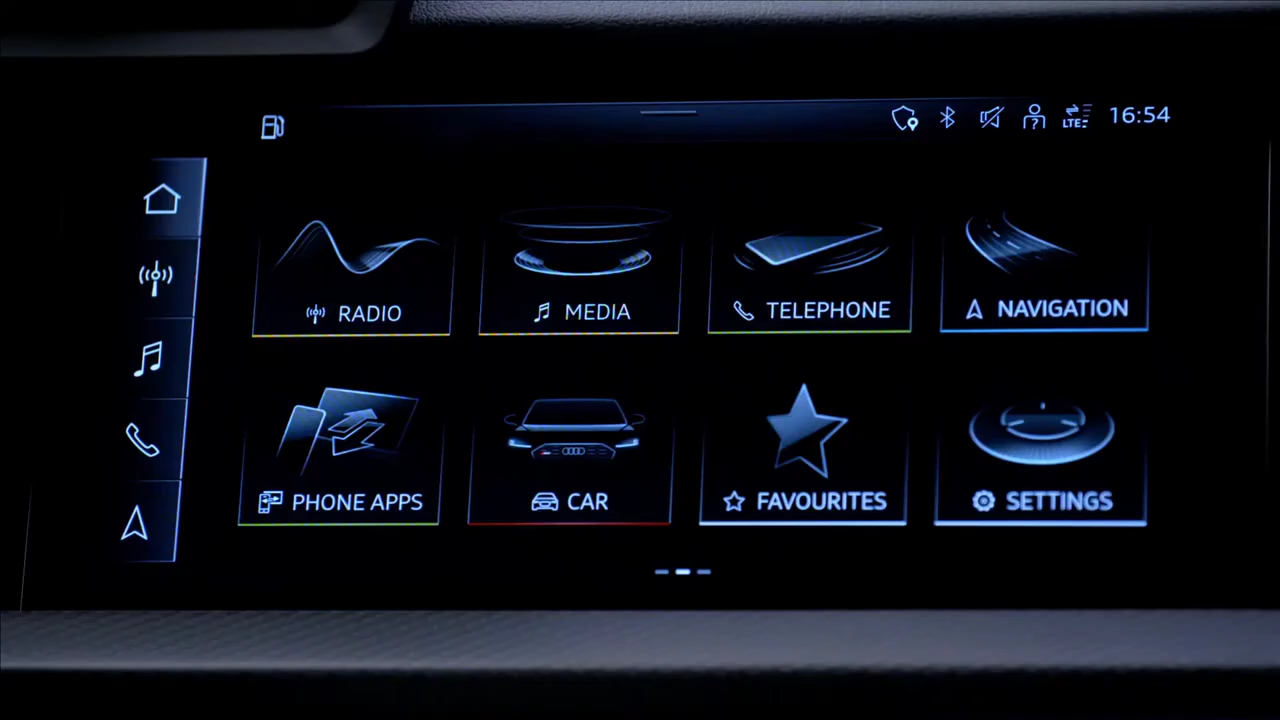 LTE 16:54
RADIO MEDIA TELEPHONE NAVIGATION
PHONE APPS CAR FAVOURITES SETTINGS